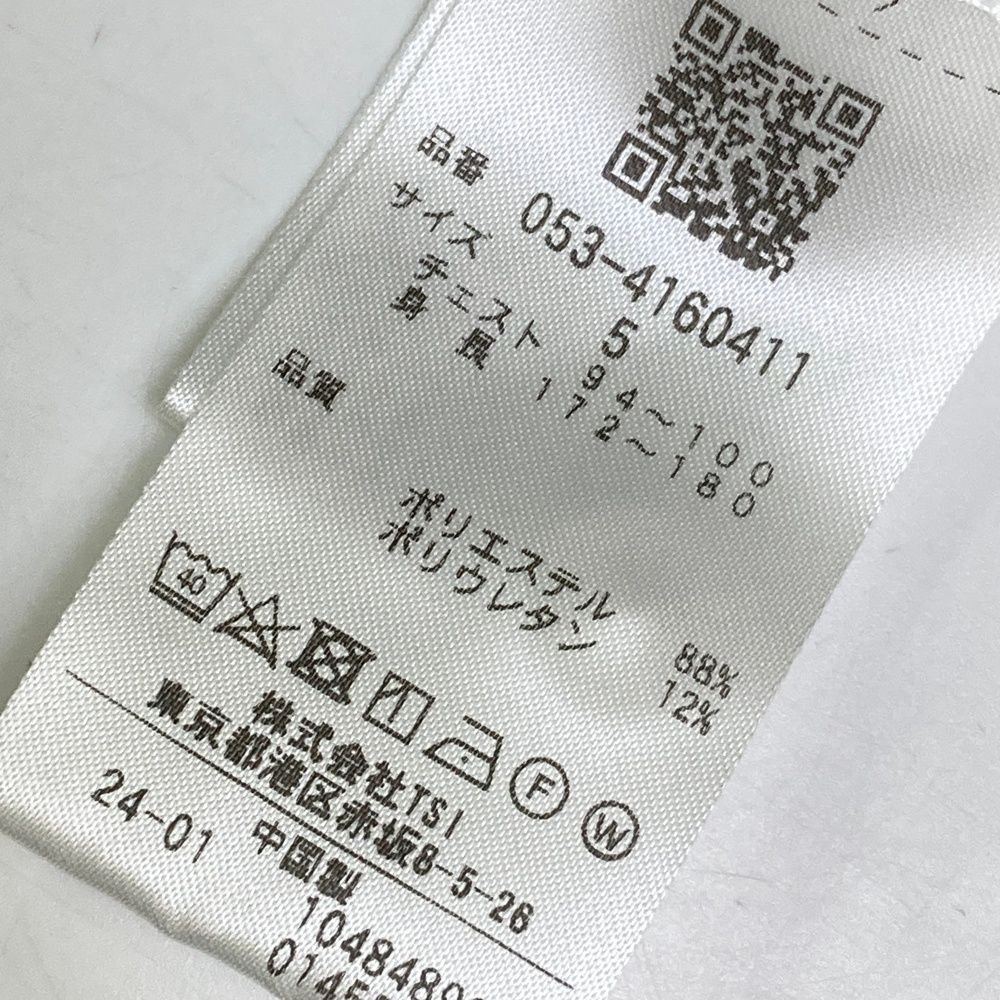 品番 053-4160411
サイズ 5
チェスト 94～100
身長 172～180
品質
ポリエステル 88%
ポリウレタン 12%
40
F W
株式会社TSI
東京都港区赤坂8-5-26
24-01 中国製